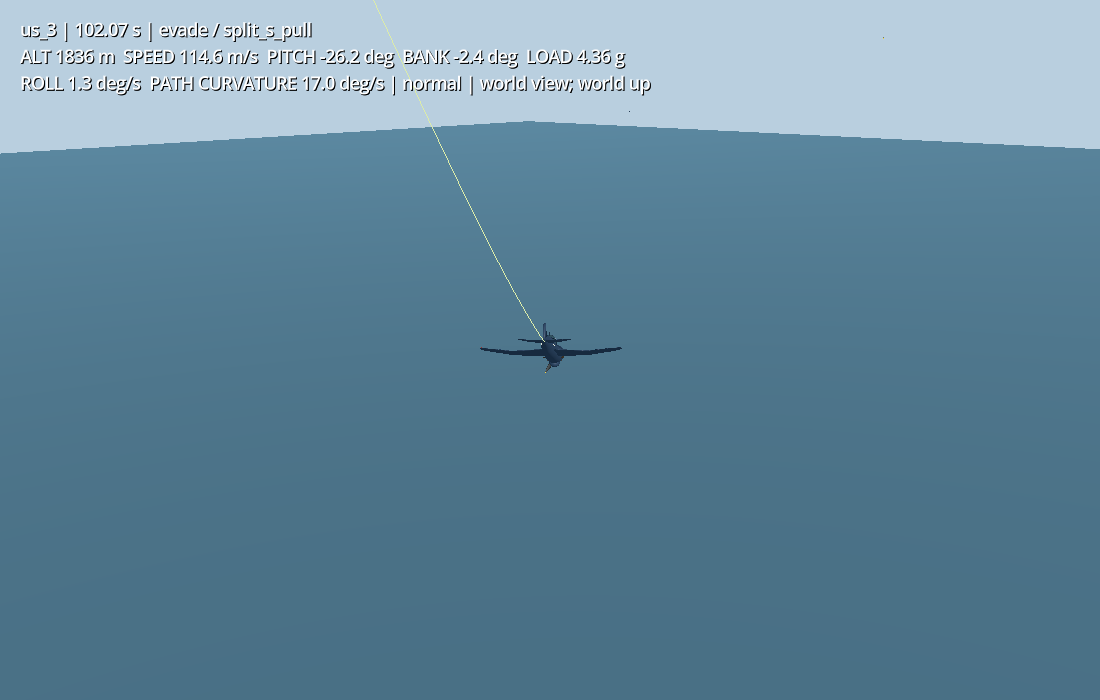 us_3 | 102.07 s | evade / split_s_pull
ALT 1836 m  SPEED 114.6 m/s  PITCH -26.2 deg  BANK -2.4 deg  LOAD 4.36 g
ROLL 1.3 deg/s  PATH CURVATURE 17.0 deg/s | normal | world view; world up